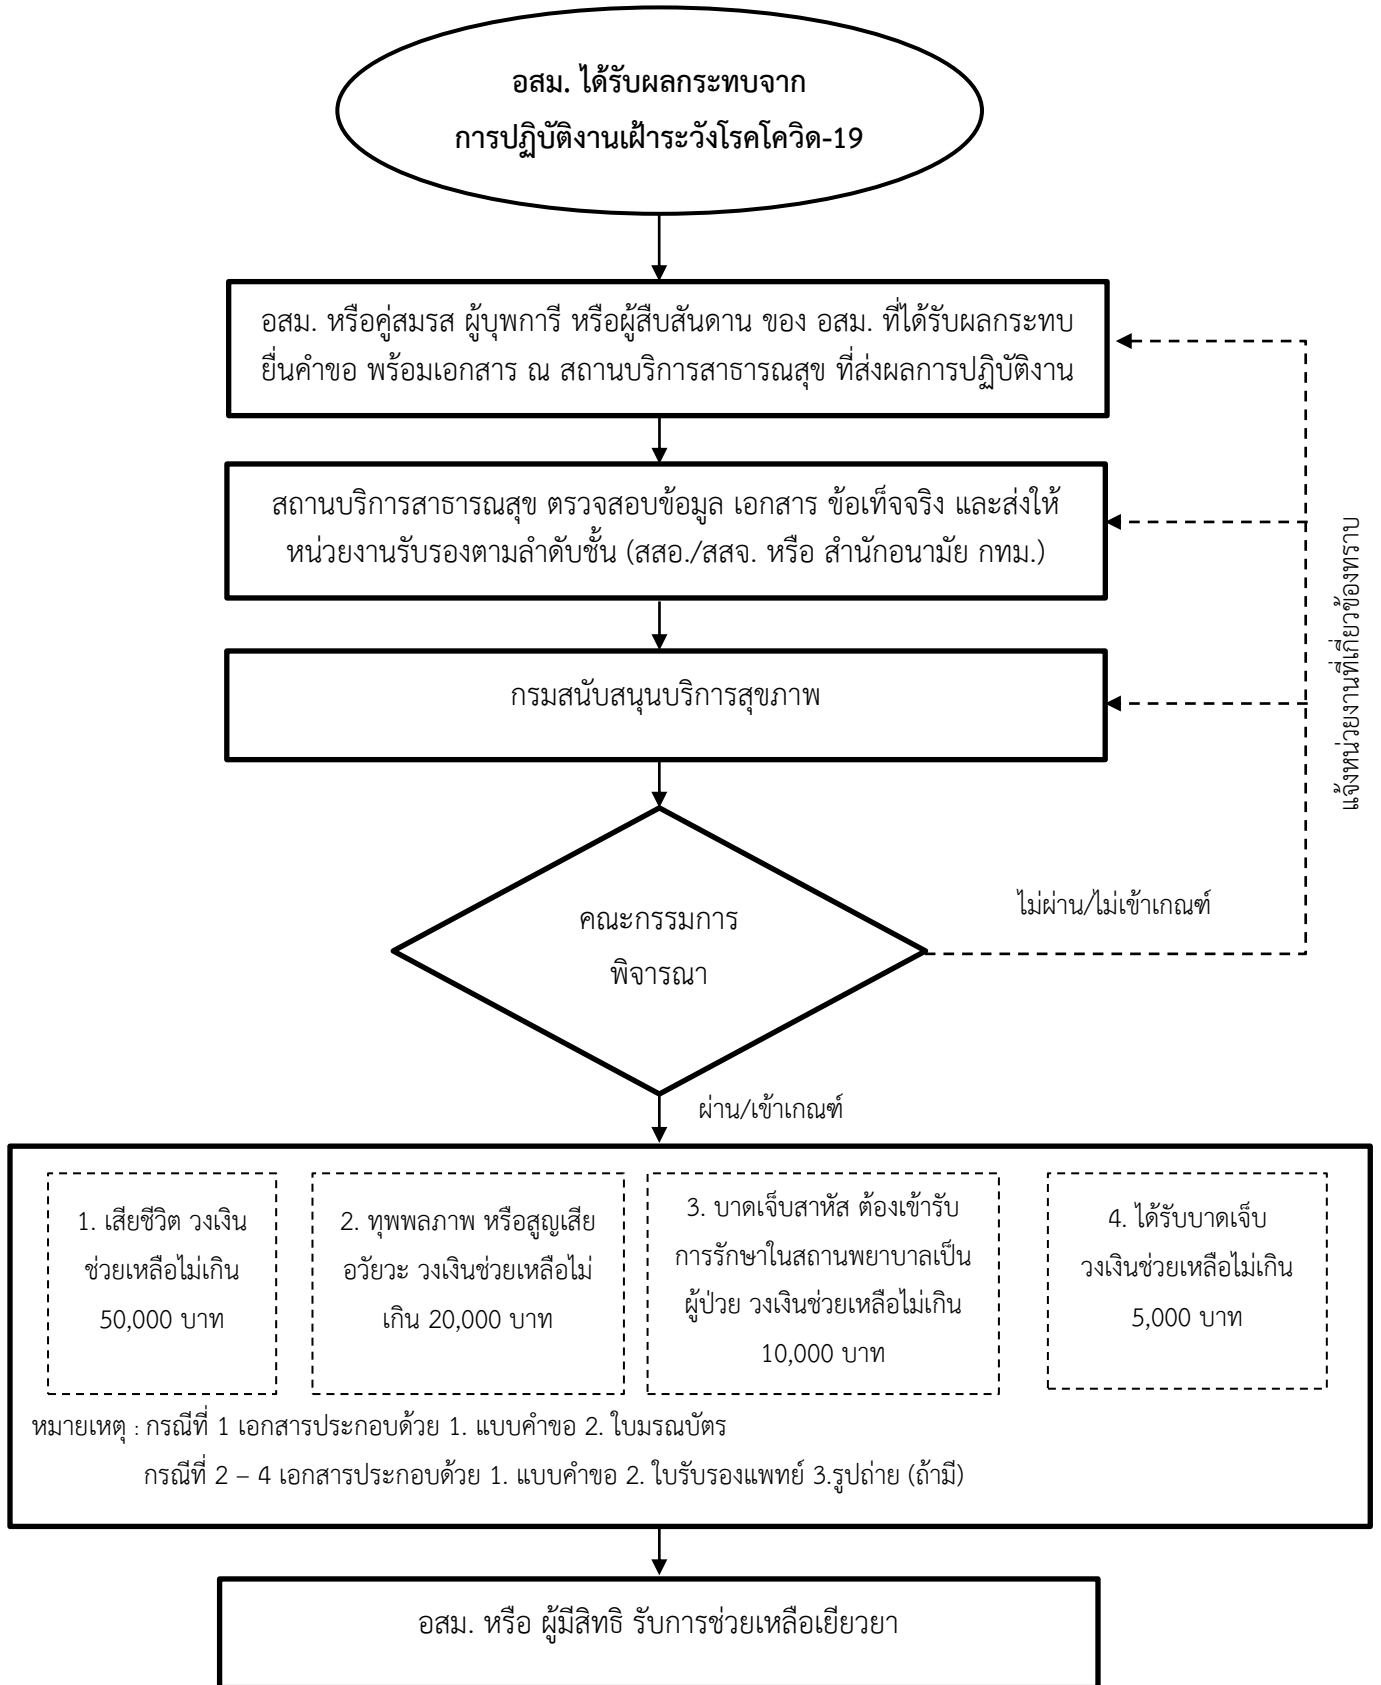 อสม. ได้รับผลกระทบจาก
การปฏิบัติงานเฝ้าระวังโรคโควิด-19
อสม. หรือคู่สมรส ผู้บุพการี หรือผู้สืบสันดาน ของ อสม. ที่ได้รับผลกระทบ
ยื่นคำขอ พร้อมเอกสาร ณ สถานบริการสาธารณสุข ที่ส่งผลการปฏิบัติงาน
สถานบริการสาธารณสุข ตรวจสอบข้อมูล เอกสาร ข้อเท็จจริง และส่งให้
หน่วยงานรับรองตามลำดับชั้น (สสอ./สสจ. หรือ สำนักอนามัย กทม.)
แจ้งหน่วยงานที่เกี่ยวข้องทราบ
กรมสนับสนุนบริการสุขภาพ
คณะกรรมการ
พิจารณา
ไม่ผ่าน/ไม่เข้าเกณฑ์
ผ่าน/เข้าเกณฑ์
1. เสียชีวิต วงเงิน
ช่วยเหลือไม่เกิน
50,000 บาท
2. ทุพพลภาพ หรือสูญเสีย
อวัยวะ วงเงินช่วยเหลือไม่
เกิน 20,000 บาท
3. บาดเจ็บสาหัส ต้องเข้ารับ
การรักษาในสถานพยาบาลเป็น
ผู้ป่วย วงเงินช่วยเหลือไม่เกิน
10,000 บาท
4. ได้รับบาดเจ็บ
วงเงินช่วยเหลือไม่เกิน
5,000 บาท
หมายเหตุ : กรณีที่ 1 เอกสารประกอบด้วย 1. แบบคำขอ 2. ใบมรณบัตร
กรณีที่ 2 – 4 เอกสารประกอบด้วย 1. แบบคำขอ 2. ใบรับรองแพทย์ 3.รูปถ่าย (ถ้ามี)
อสม. หรือ ผู้มีสิทธิ รับการช่วยเหลือเยียวยา